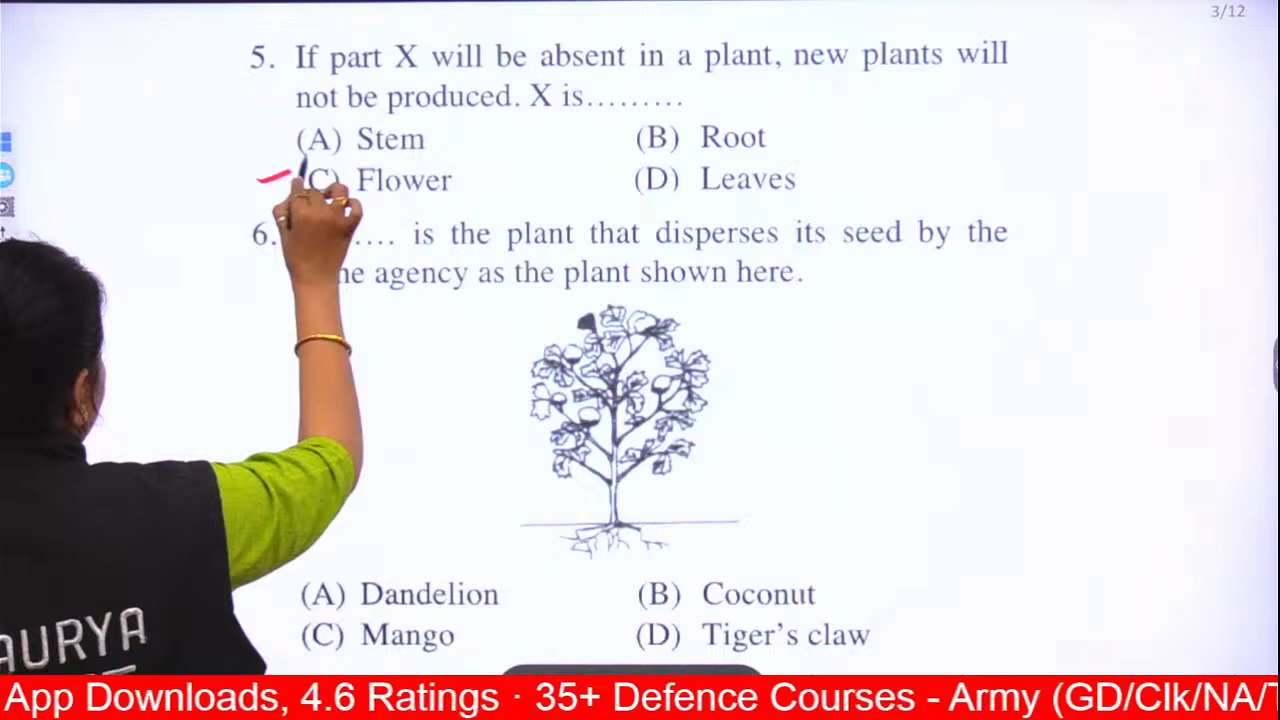 3/12
5. If part X will be absent in a plant, new plants will
not be produced. X is.........
(A) Stem (B) Root
(C) Flower (D) Leaves
6. .... is the plant that disperses its seed by the
agency as the plant shown here.
(A) Dandelion (B) Coconut
(C) Mango (D) Tiger's claw
AURYA
App Downloads, 4.6 Ratings · 35+ Defence Courses - Army (GD/Clk/NA/